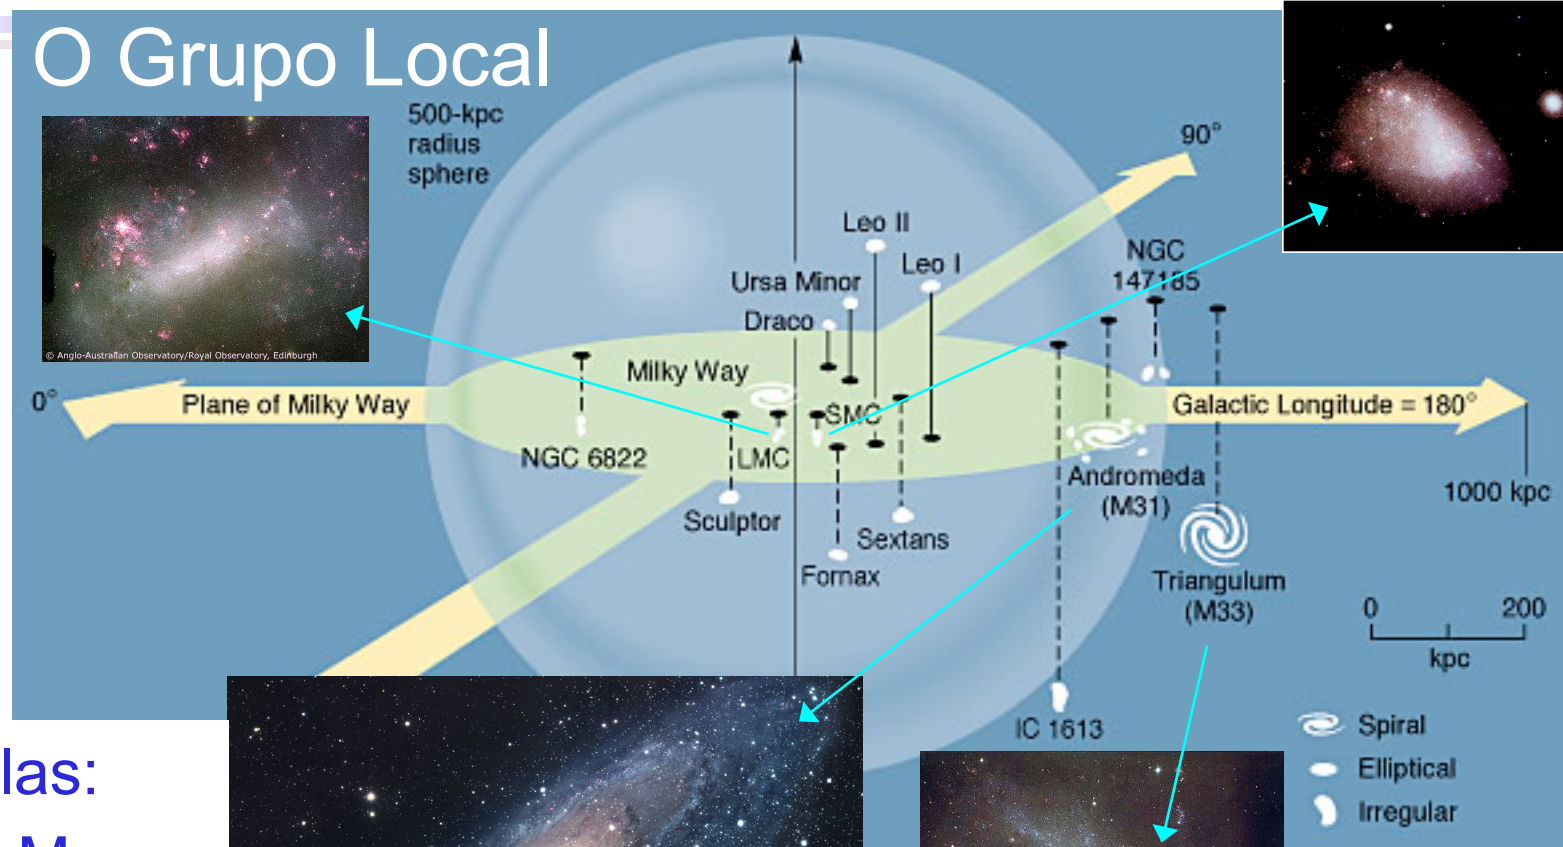 O Grupo Local
500-kpc
radius
sphere
© Anglo-Australian Observatory/Royal Observatory, Edinburgh
90°
Leo II
NGC
147185
Leo I
Ursa Minor
Draco
Milky Way
0°
Plane of Milky Way
SMC
Galactic Longitude = 180°
NGC 6822
LMC
Andromeda
(M31)
1000 kpc
Sculptor
Sextans
Fornax
Triangulum
(M33)
0 200
kpc
IC 1613
Spiral
Elliptical
Irregular
las: